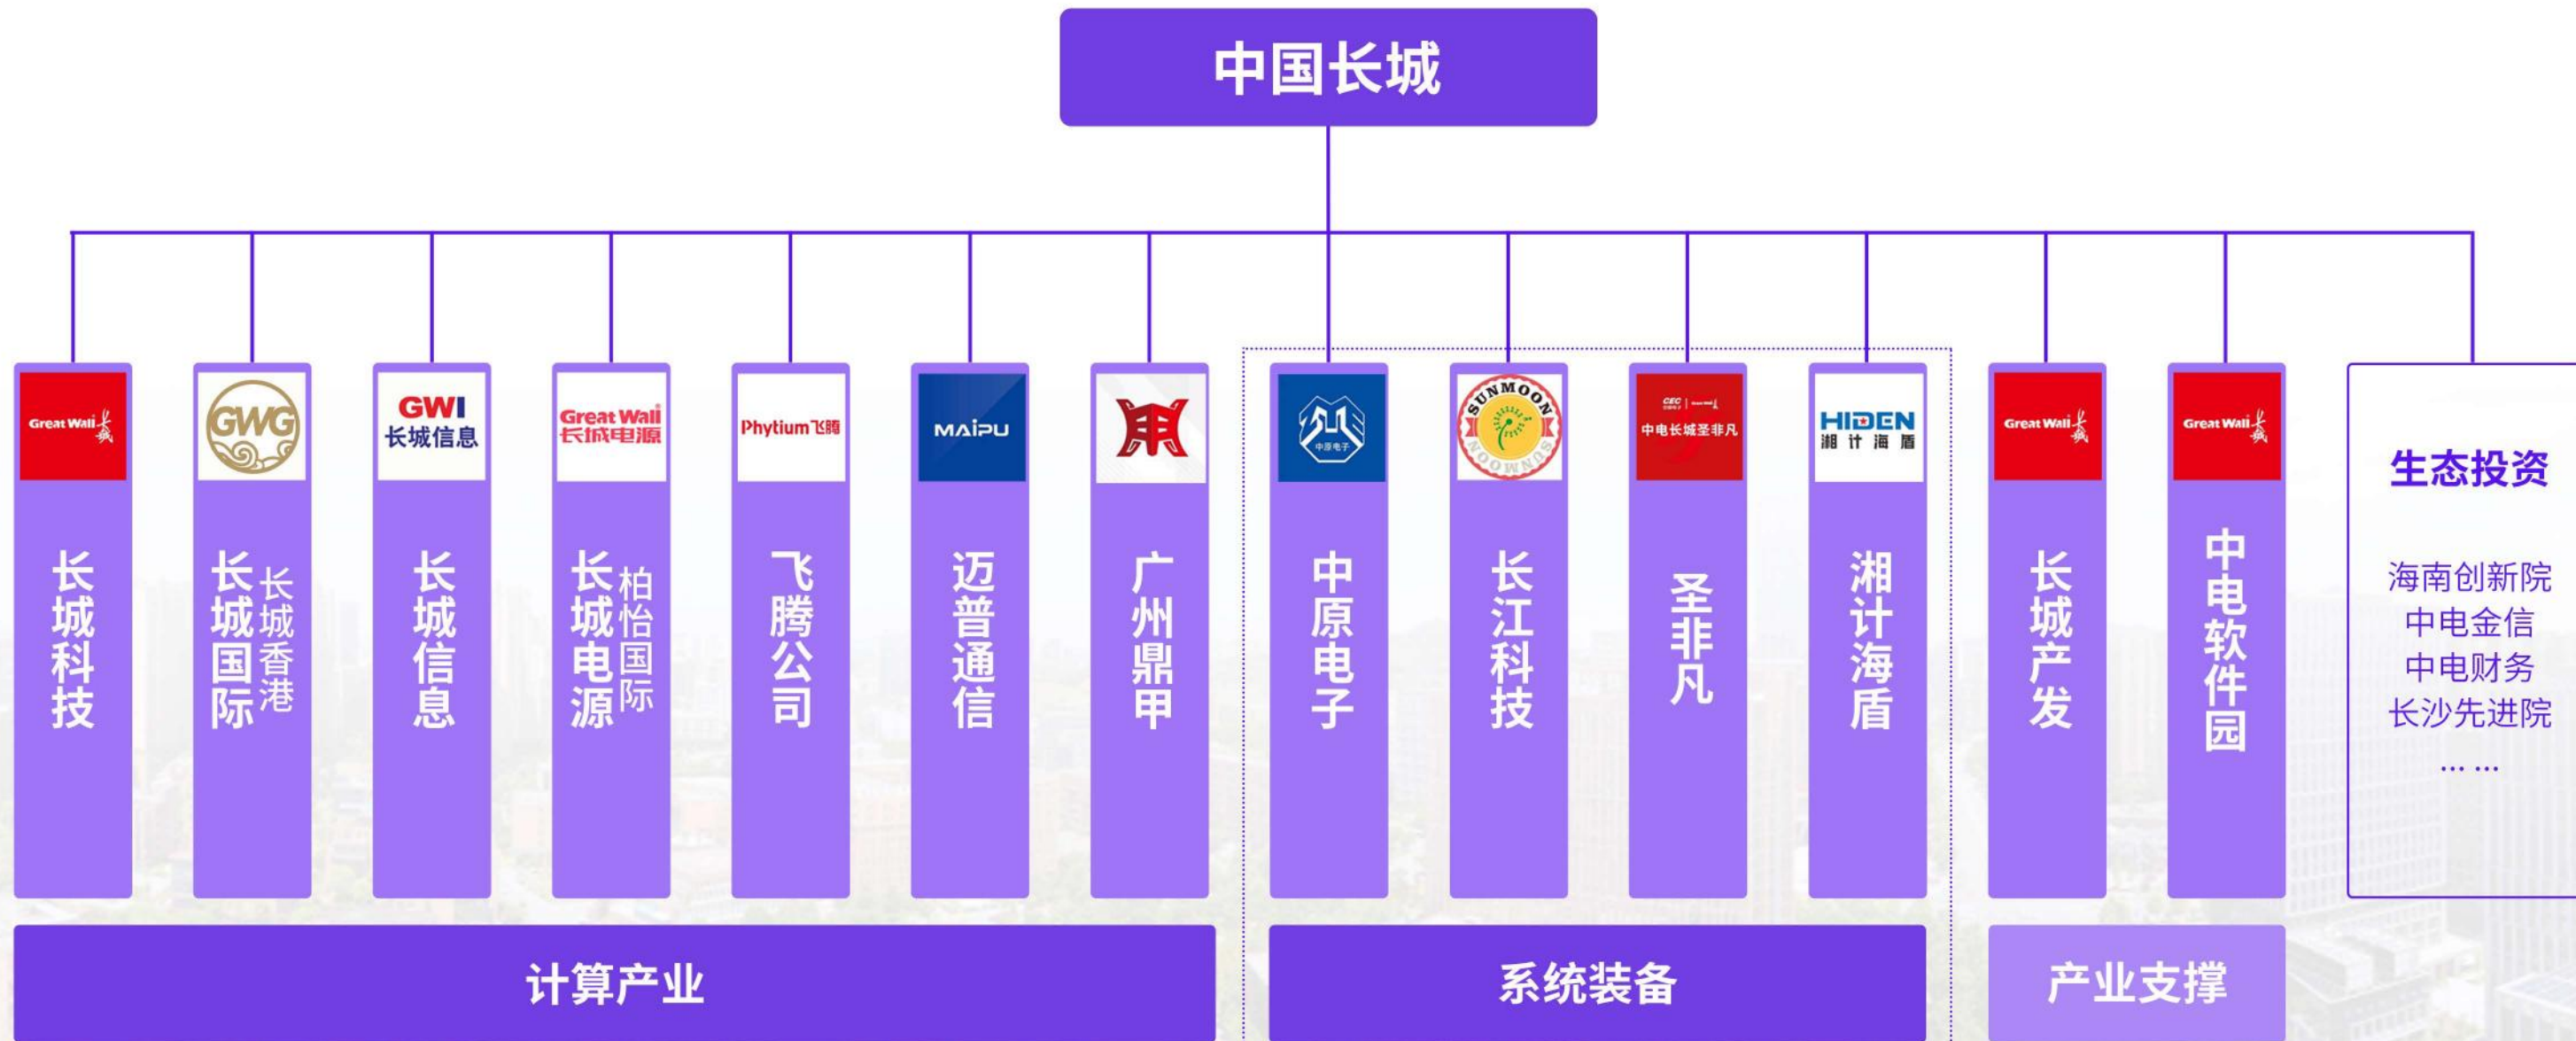 中国长城
Great Wall 长城
GWG
GWI
长城信息
Great Wall
长城电源
Phytium飞腾
MAIPU
中原电子
SUNMOON
SUNMOON
CEC
Great Wall
中电长城圣非凡
HIDEN
湘计海盾
Great Wall 长城
Great Wall 长城
长城科技
长城国际
长城香港
长城信息
长城电源
柏怡国际
飞腾公司
迈普通信
广州鼎甲
中原电子
长江科技
圣非凡
湘计海盾
长城产发
中电软件园
生态投资
海南创新院
中电金信
中电财务
长沙先进院
... ...
计算产业
系统装备
产业支撑